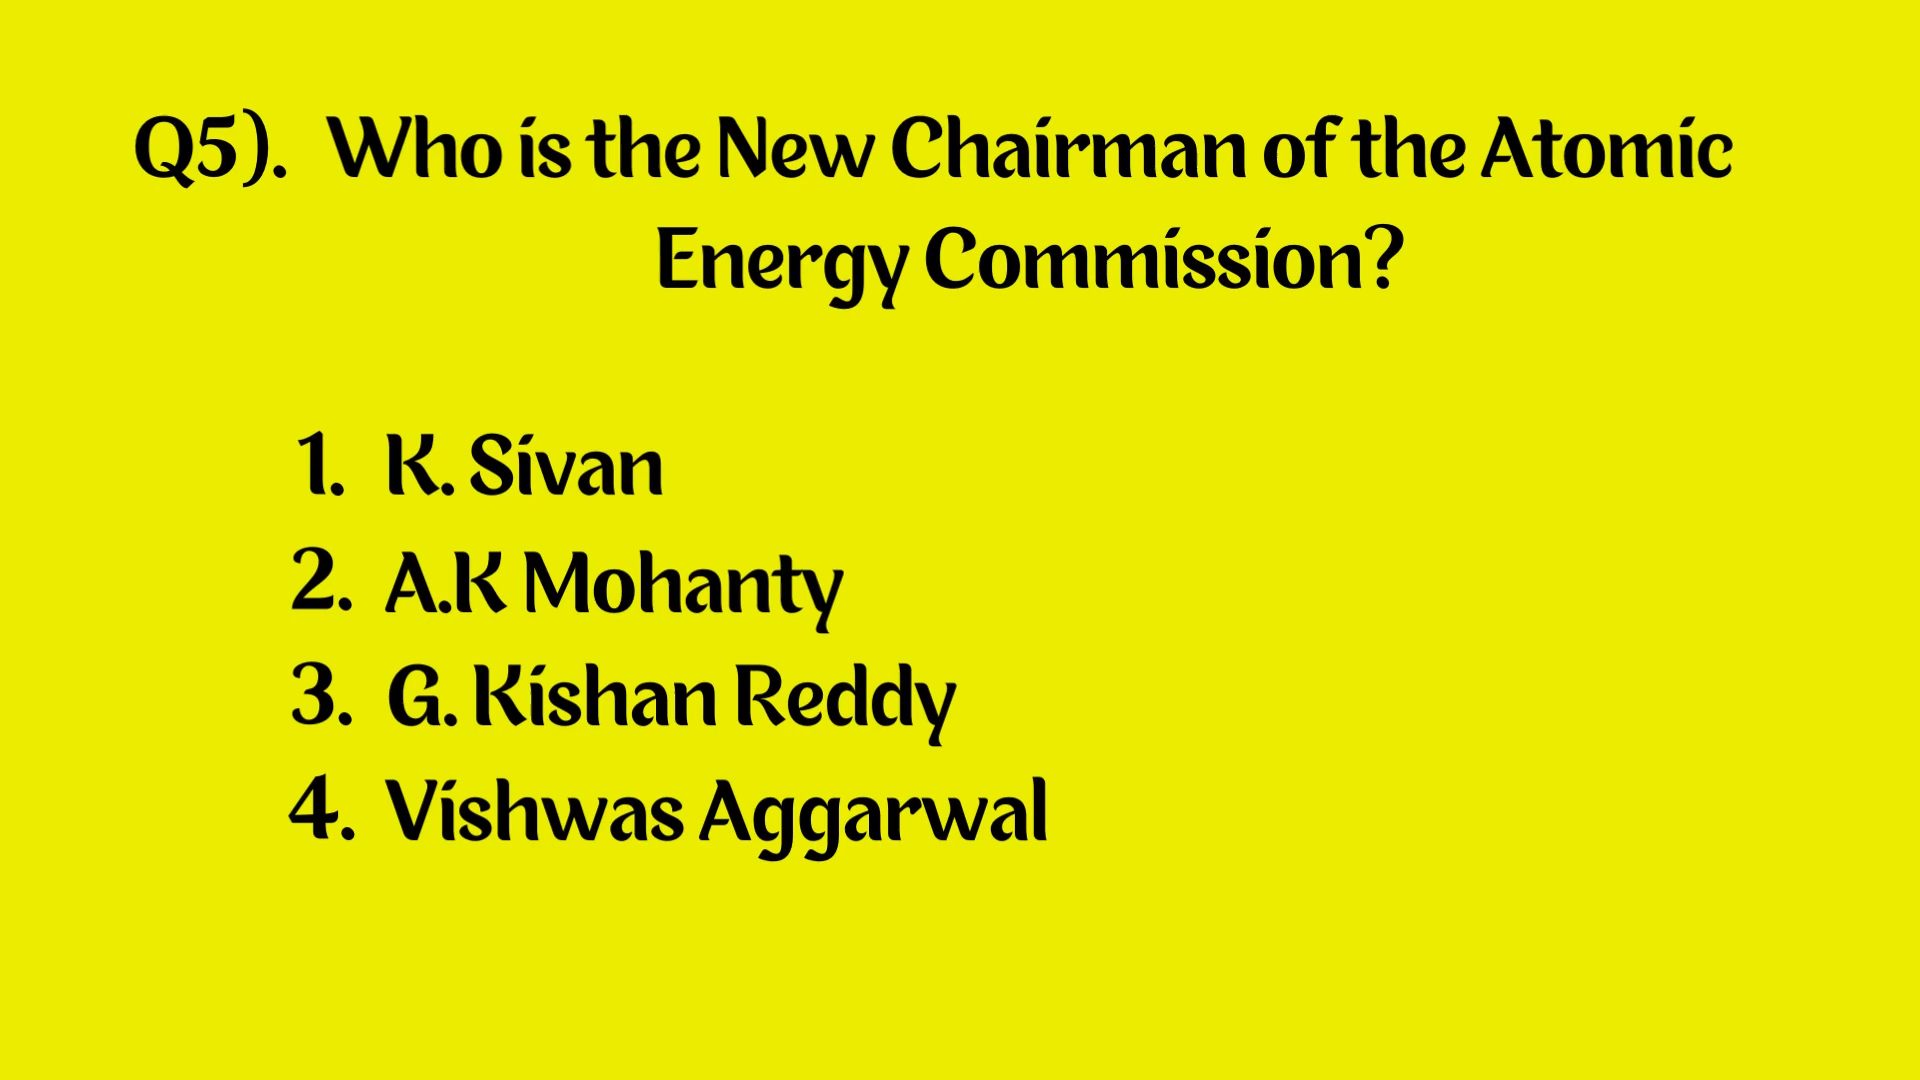 Q5). Who is the New Chairman of the Atomic
Energy Commission?
1. K. Sivan
2. A.K Mohanty
3. G. Kishan Reddy
4. Vishwas Aggarwal